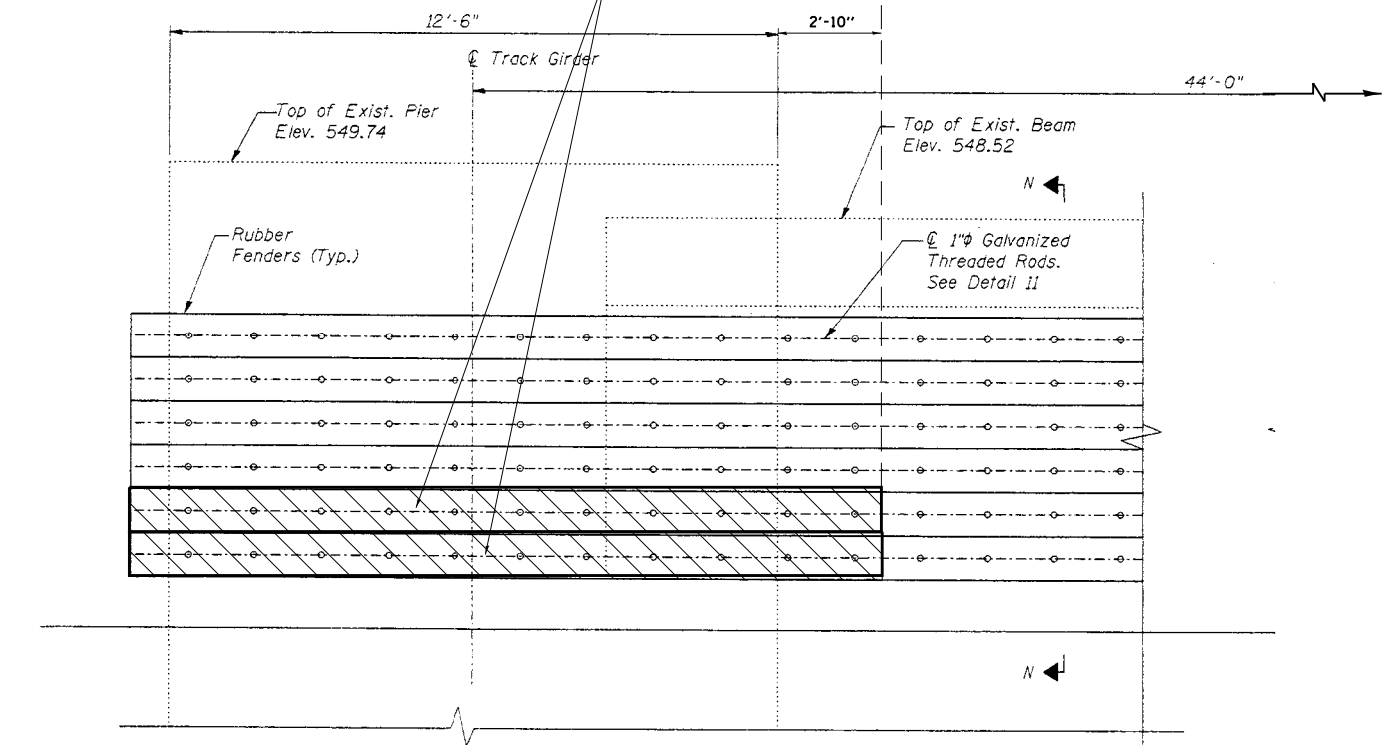 12'-6"
2'-10"
℄ Track Girder
44'-0"
Top of Exist. Pier
Elev. 549.74
Top of Exist. Beam
Elev. 548.52
N
Rubber
Fenders (Typ.)
℄ 1"ϕ Galvanized
Threaded Rods.
See Detail 11
N